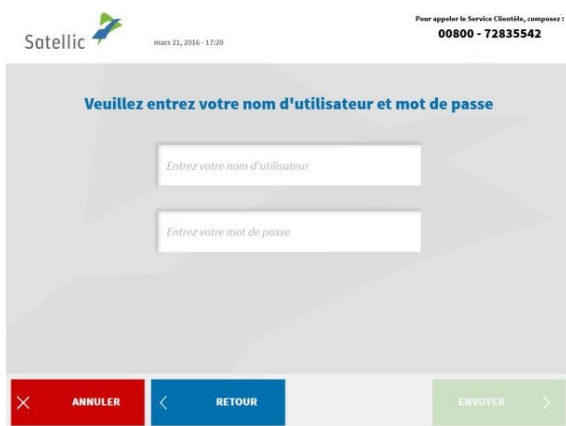 Pour appeler le Service Clientèle, composez :
00800 - 72835542
Satellic
mars 21, 2016 - 17:20
Veuillez entrez votre nom d'utilisateur et mot de passe
Entrez votre nom d'utilisateur
Entrez votre mot de passe
ANNULER
RETOUR
ENVOYER